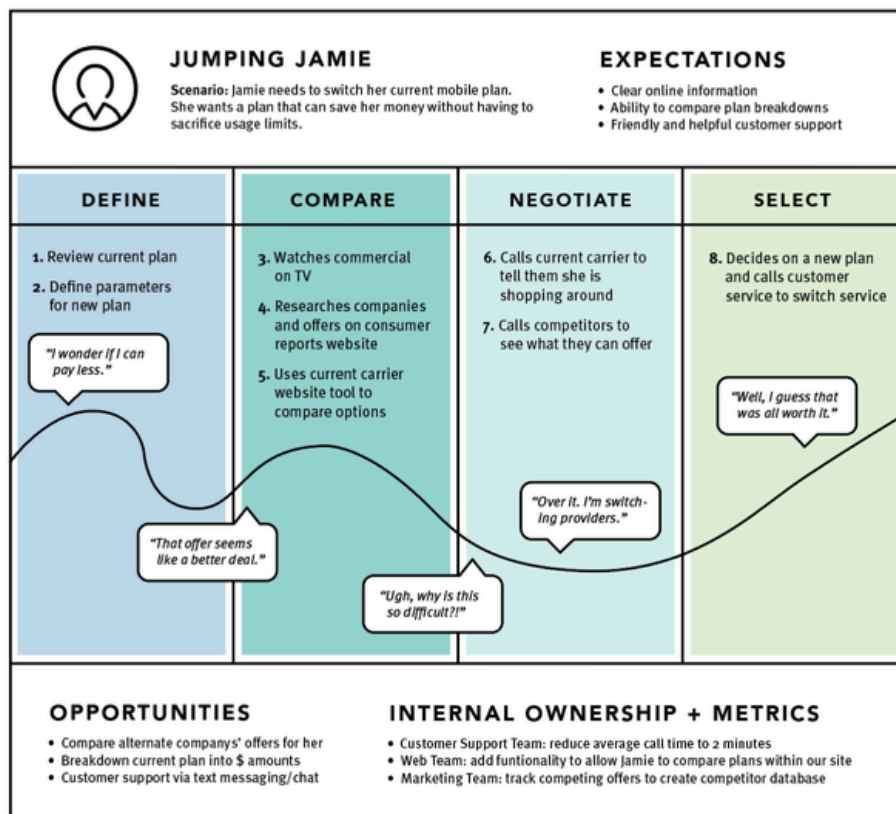 JUMPING JAMIE
Scenario: Jamie needs to switch her current mobile plan.
She wants a plan that can save her money without having to
sacrifice usage limits.
EXPECTATIONS
• Clear online information
• Ability to compare plan breakdowns
• Friendly and helpful customer support
DEFINE
1. Review current plan
2. Define parameters
for new plan
"I wonder if I can
pay less."
COMPARE
3. Watches commercial
on TV
4. Researches companies
and offers on consumer
reports website
5. Uses current carrier
website tool to
compare options
"That offer seems
like a better deal."
NEGOTIATE
6. Calls current carrier to
tell them she is
shopping around
7. Calls competitors to
see what they can offer
"Ugh, why is this
so difficult?!"
"Over it. I'm switch-
ing providers."
SELECT
8. Decides on a new plan
and calls customer
service to switch service
"Well, I guess that
was all worth it."
OPPORTUNITIES
• Compare alternate companys' offers for her
• Breakdown current plan into $ amounts
• Customer support via text messaging/chat
INTERNAL OWNERSHIP + METRICS
• Customer Support Team: reduce average call time to 2 minutes
• Web Team: add funtionality to allow Jamie to compare plans within our site
• Marketing Team: track competing offers to create competitor database